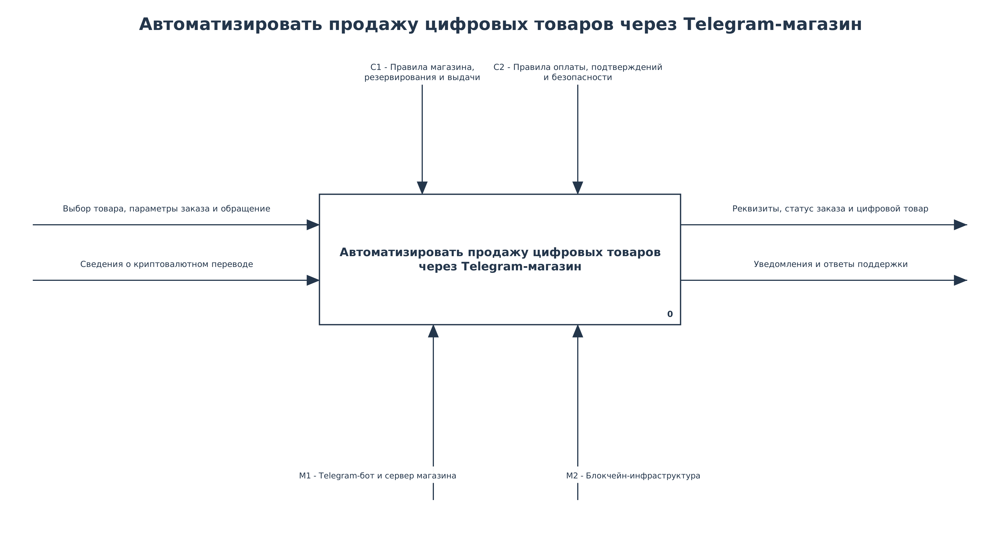 Автоматизировать продажу цифровых товаров через Telegram-магазин
C1 - Правила магазина,
резервирования и выдачи
C2 - Правила оплаты, подтверждений
и безопасности
Выбор товара, параметры заказа и обращение
Реквизиты, статус заказа и цифровой товар
Автоматизировать продажу цифровых товаров
через Telegram-магазин
Сведения о криптовалютном переводе
Уведомления и ответы поддержки
0
M1 - Telegram-бот и сервер магазина
M2 - Блокчейн-инфраструктура